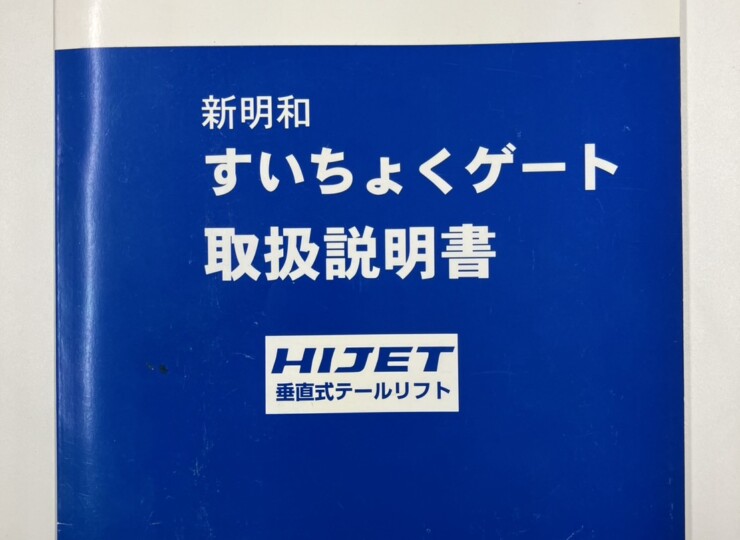 新明和
すいちょくゲート
取扱説明書
HIJET
垂直式テールリフト